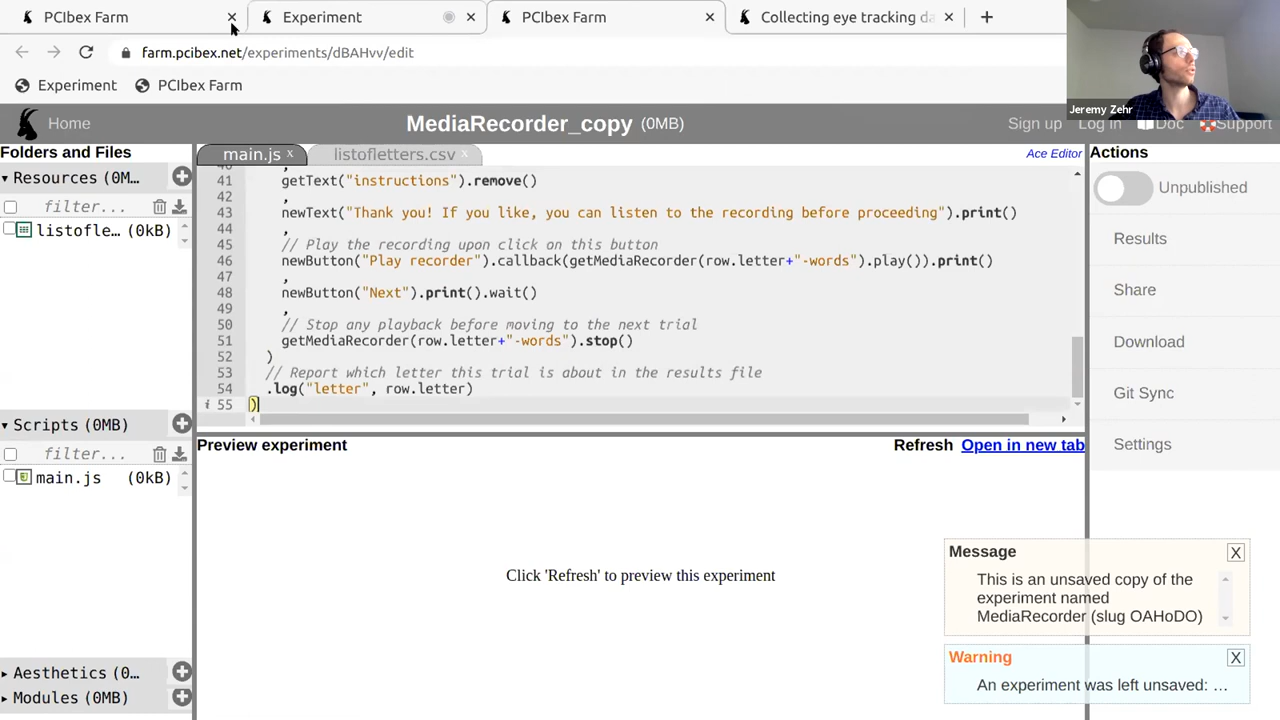 PCIbex Farm
Experiment
PCIbex Farm
Collecting eye tracking da
farm.pcibex.net/experiments/dBAHvv/edit
Experiment
PCIbex Farm
Jeremy Zehr
Home
MediaRecorder_copy (0MB)
Sign up
Log in
Doc
Support
Folders and Files
Resources (0M…
filter...
listofle… (0kB)
Scripts (0MB)
filter...
main.js (0kB)
Aesthetics (0…
Modules (0MB)
main.js x
listofletters.csv x
Ace Editor
41 getText("instructions").remove()
42 ,
43 newText("Thank you! If you like, you can listen to the recording before proceeding").print()
44 ,
45 // Play the recording upon click on this button
46 newButton("Play recorder").callback(getMediaRecorder(row.letter+"-words").play()).print()
47 ,
48 newButton("Next").print().wait()
49 ,
50 // Stop any playback before moving to the next trial
51 getMediaRecorder(row.letter+"-words").stop()
52 )
53 // Report which letter this trial is about in the results file
54 .log("letter", row.letter)
i 55 )
Preview experiment
Refresh
Open in new tab
Click 'Refresh' to preview this experiment
Actions
Unpublished
Results
Share
Download
Git Sync
Settings
Message X
This is an unsaved copy of the
experiment named
MediaRecorder (slug OAHoDO)
Warning X
An experiment was left unsaved: …